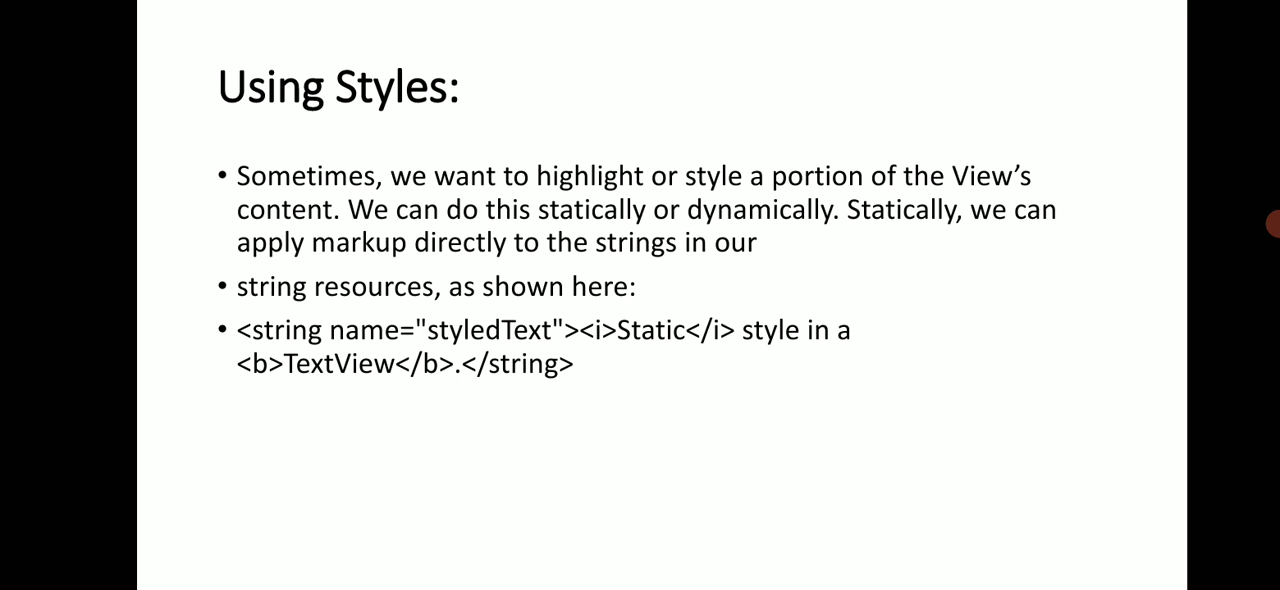 Using Styles:
• Sometimes, we want to highlight or style a portion of the View’s
content. We can do this statically or dynamically. Statically, we can
apply markup directly to the strings in our
• string resources, as shown here:
• <string name="styledText"><i>Static</i> style in a
<b>TextView</b>.</string>